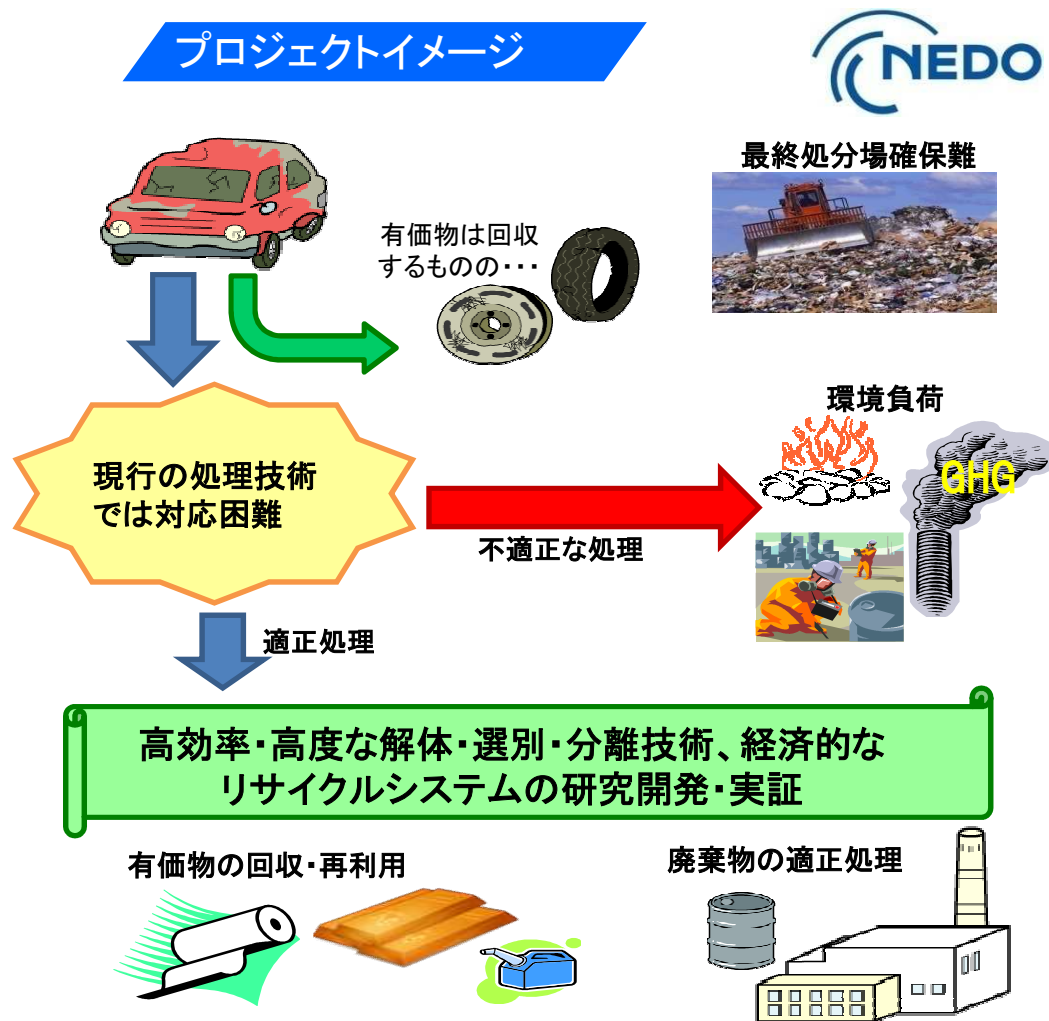 プロジェクトイメージ
NEDO
最終処分場確保難
有価物は回収
するものの・・・
環境負荷
GHG
現行の処理技術
では対応困難
不適正な処理
適正処理
高効率・高度な解体・選別・分離技術、経済的な
リサイクルシステムの研究開発・実証
有価物の回収・再利用
廃棄物の適正処理